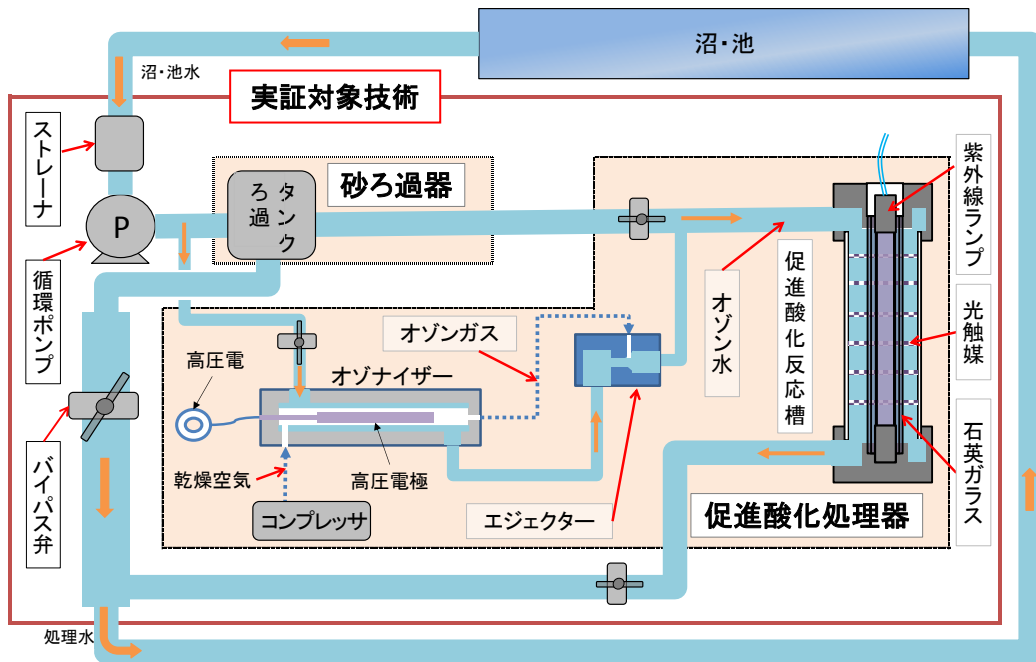 沼・池
沼・池水
実証対象技術
ストレーナ
砂ろ過器
ろ過
タンク
P
循環ポンプ
紫外線ランプ
オゾン水
促進酸化反応槽
光触媒
オゾンガス
高圧電
オゾナイザー
石英ガラス
バイパス弁
乾燥空気
高圧電極
コンプレッサ
エジェクター
促進酸化処理器
処理水